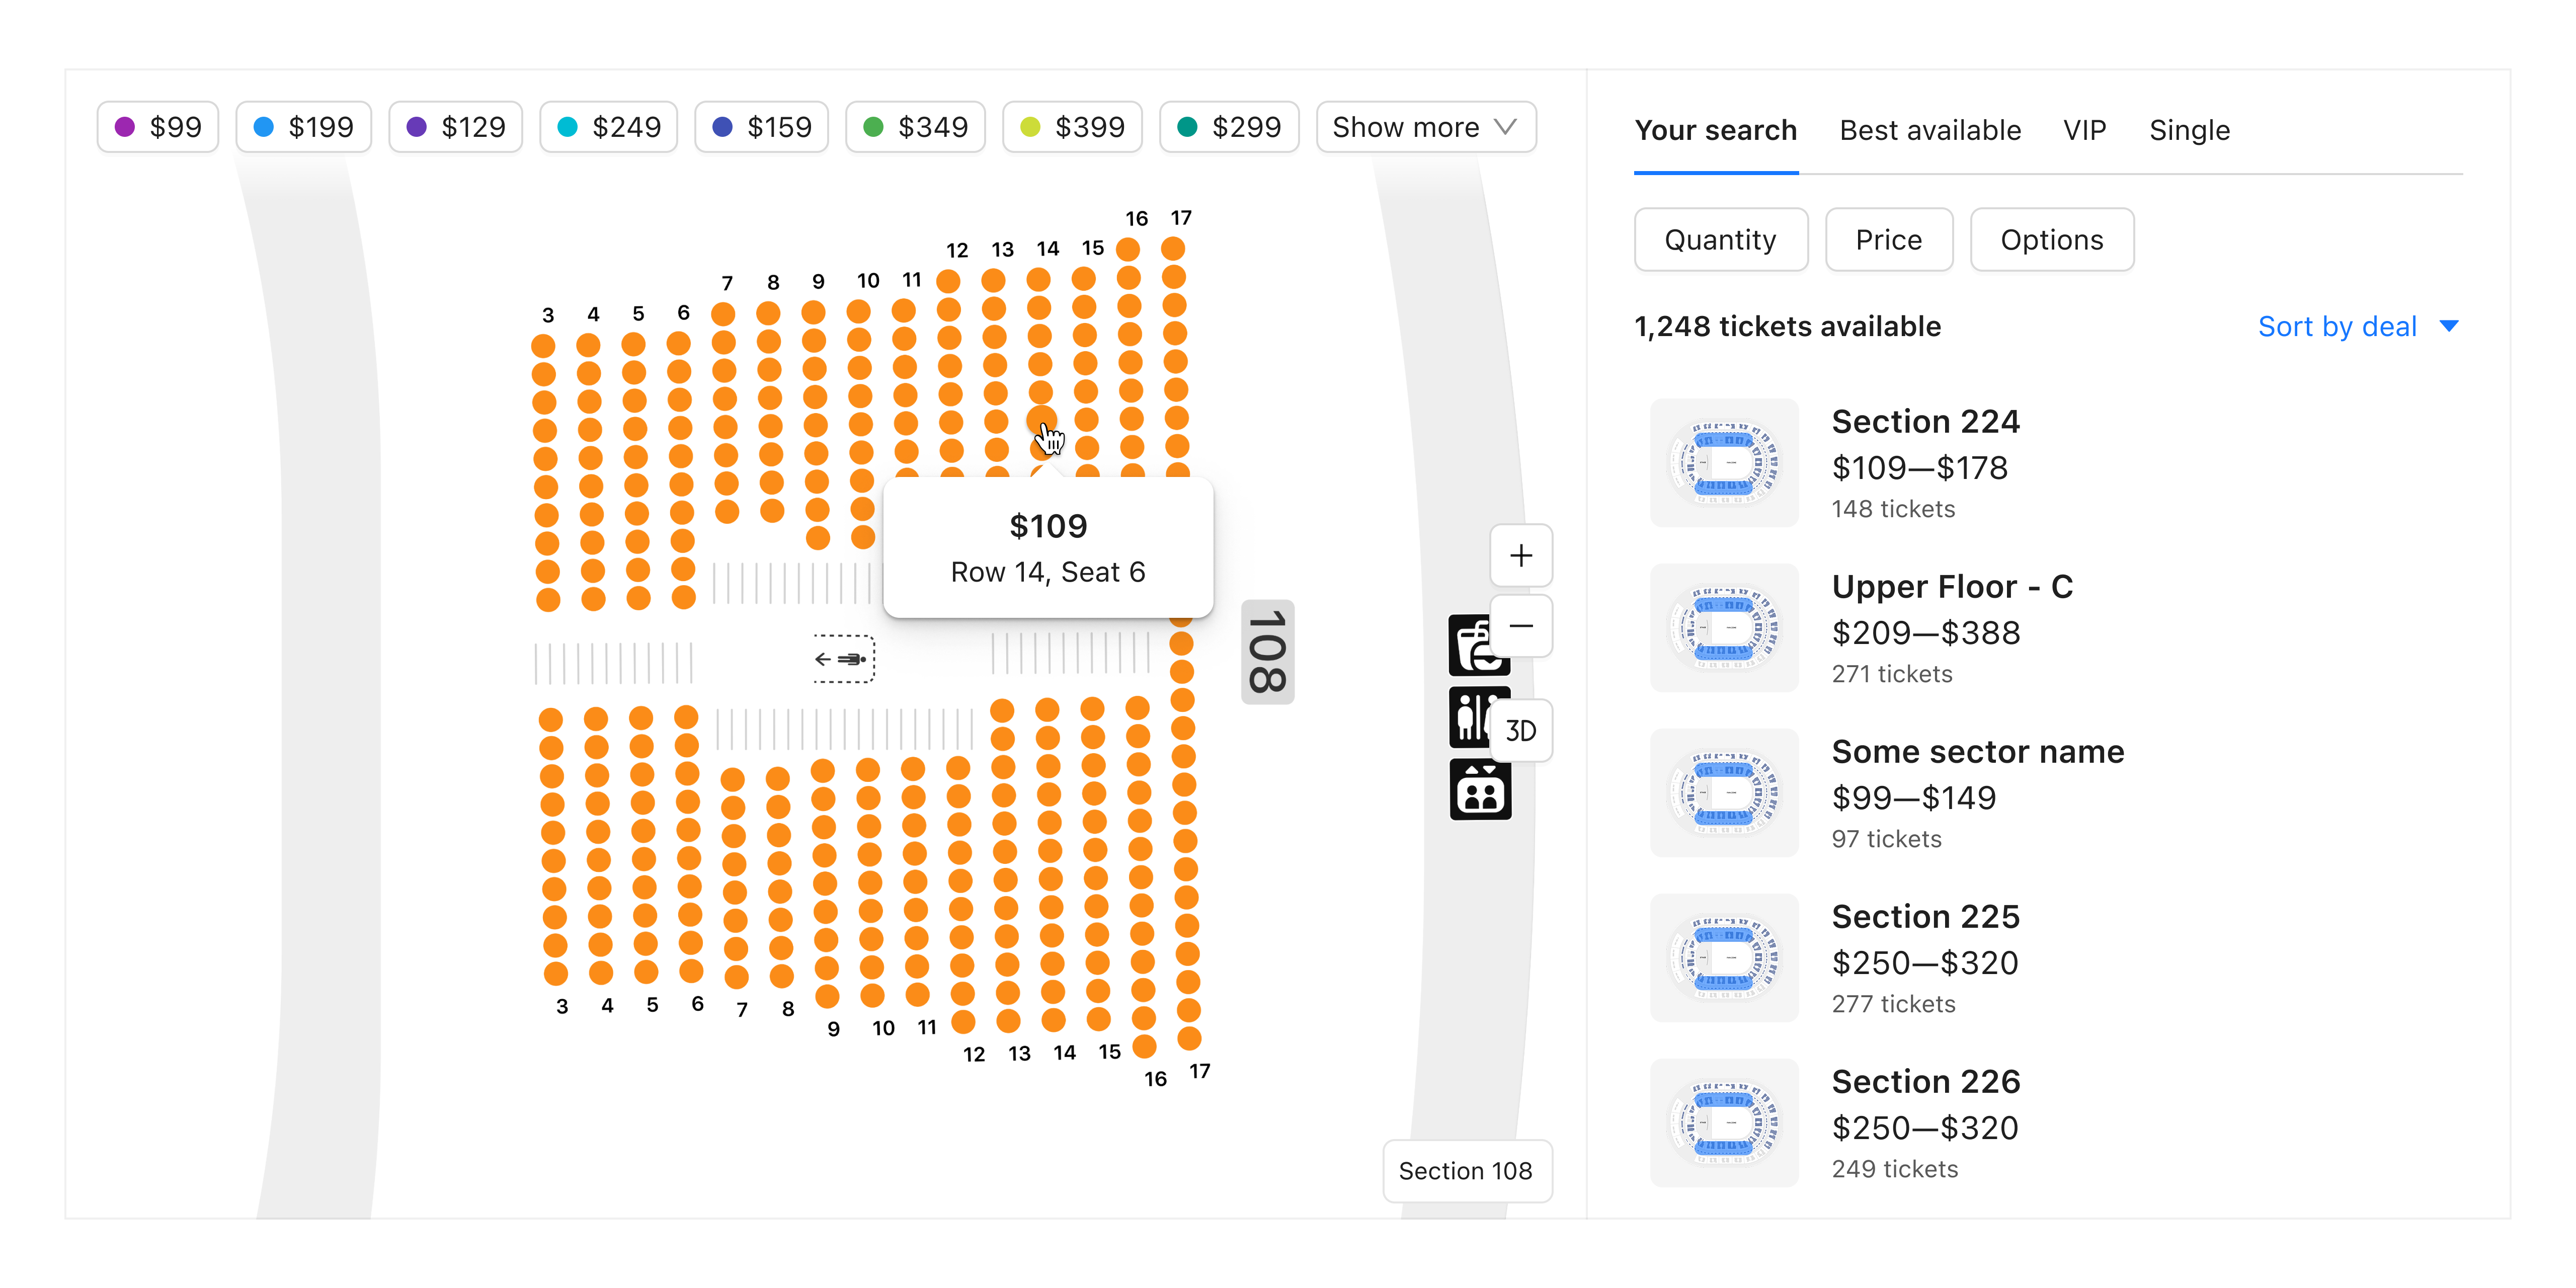 $99
$199
$129
$249
$159
$349
$399
$299
Show more
16 17
12 13 14 15
7 8 9 10 11
3 4 5 6
$109
Row 14, Seat 6
108
3 4 5 6 7 8
9 10 11
12 13 14 15
16 17
+
−
3D
Section 108
Your search
Best available
VIP
Single
Quantity
Price
Options
1,248 tickets available
Sort by deal
Section 224
$109—$178
148 tickets
Upper Floor - C
$209—$388
271 tickets
Some sector name
$99—$149
97 tickets
Section 225
$250—$320
277 tickets
Section 226
$250—$320
249 tickets